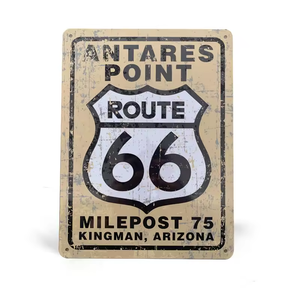 ANTARES
POINT
ROUTE
66
MILEPOST 75
KINGMAN, ARIZONA